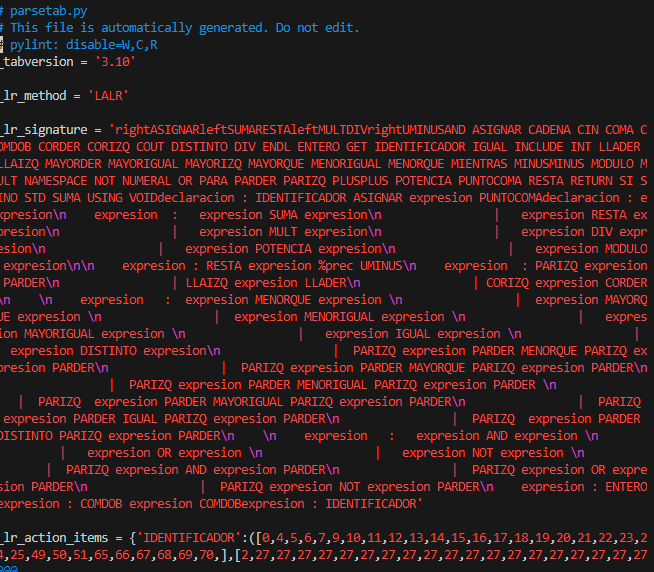 # parsetab.py
# This file is automatically generated. Do not edit.
# pylint: disable=W,C,R
_tabversion = '3.10'
_lr_method = 'LALR'
_lr_signature = 'rightASIGNARleftSUMARESTAleftMULTDIVrightUMINUSAND ASIGNAR CADENA CIN COMA C
OMDOB CORDER CORIZQ COUT DISTINTO DIV ENDL ENTERO GET IDENTIFICADOR IGUAL INCLUDE INT LLADER
LLAIZQ MAYORDER MAYORIGUAL MAYORIZQ MAYORQUE MENORIGUAL MENORQUE MIENTRAS MINUSMINUS MODULO M
ULT NAMESPACE NOT NUMERAL OR PARA PARDER PARIZQ PLUSPLUS POTENCIA PUNTOCOMA RESTA RETURN SI S
INO STD SUMA USING VOIDdeclaracion : IDENTIFICADOR ASIGNAR expresion PUNTOCOMAdeclaracion : e
xpresion\n    expresion  :   expresion SUMA expresion\n                |   expresion RESTA ex
presion\n                |   expresion MULT expresion\n                |   expresion DIV expr
esion\n                |   expresion POTENCIA expresion\n                |   expresion MODULO
expresion\n\n    expresion : RESTA expresion %prec UMINUS\n    expresion  : PARIZQ expresion
PARDER\n                | LLAIZQ expresion LLADER\n                | CORIZQ expresion CORDER
\n    \n    expresion   :  expresion MENORQUE expresion \n                |  expresion MAYORQ
UE expresion \n                |  expresion MENORIGUAL expresion \n                |   expres
ion MAYORIGUAL expresion \n                |  expresion IGUAL expresion \n                |
expresion DISTINTO expresion\n                |  PARIZQ expresion PARDER MENORQUE PARIZQ ex
presion PARDER\n                |  PARIZQ expresion PARDER MAYORQUE PARIZQ expresion PARDER\n
|  PARIZQ expresion PARDER MENORIGUAL PARIZQ expresion PARDER \n
|  PARIZQ  expresion PARDER MAYORIGUAL PARIZQ expresion PARDER\n                |  PARIZQ
expresion PARDER IGUAL PARIZQ expresion PARDER\n                |  PARIZQ  expresion PARDER
DISTINTO PARIZQ expresion PARDER\n    \n    expresion   :   expresion AND expresion \n
|  expresion OR expresion \n                |  expresion NOT expresion \n
|  PARIZQ expresion AND expresion PARDER\n                |  PARIZQ expresion OR expre
sion PARDER\n                |  PARIZQ expresion NOT expresion PARDER\n    expresion : ENTERO
expresion : COMDOB expresion COMDOBexpresion : IDENTIFICADOR'
_lr_action_items = {'IDENTIFICADOR':([0,4,5,6,7,9,10,11,12,13,14,15,16,17,18,19,20,21,22,23,2
4,25,49,50,51,65,66,67,68,69,70,],[2,27,27,27,27,27,27,27,27,27,27,27,27,27,27,27,27,27,27,27